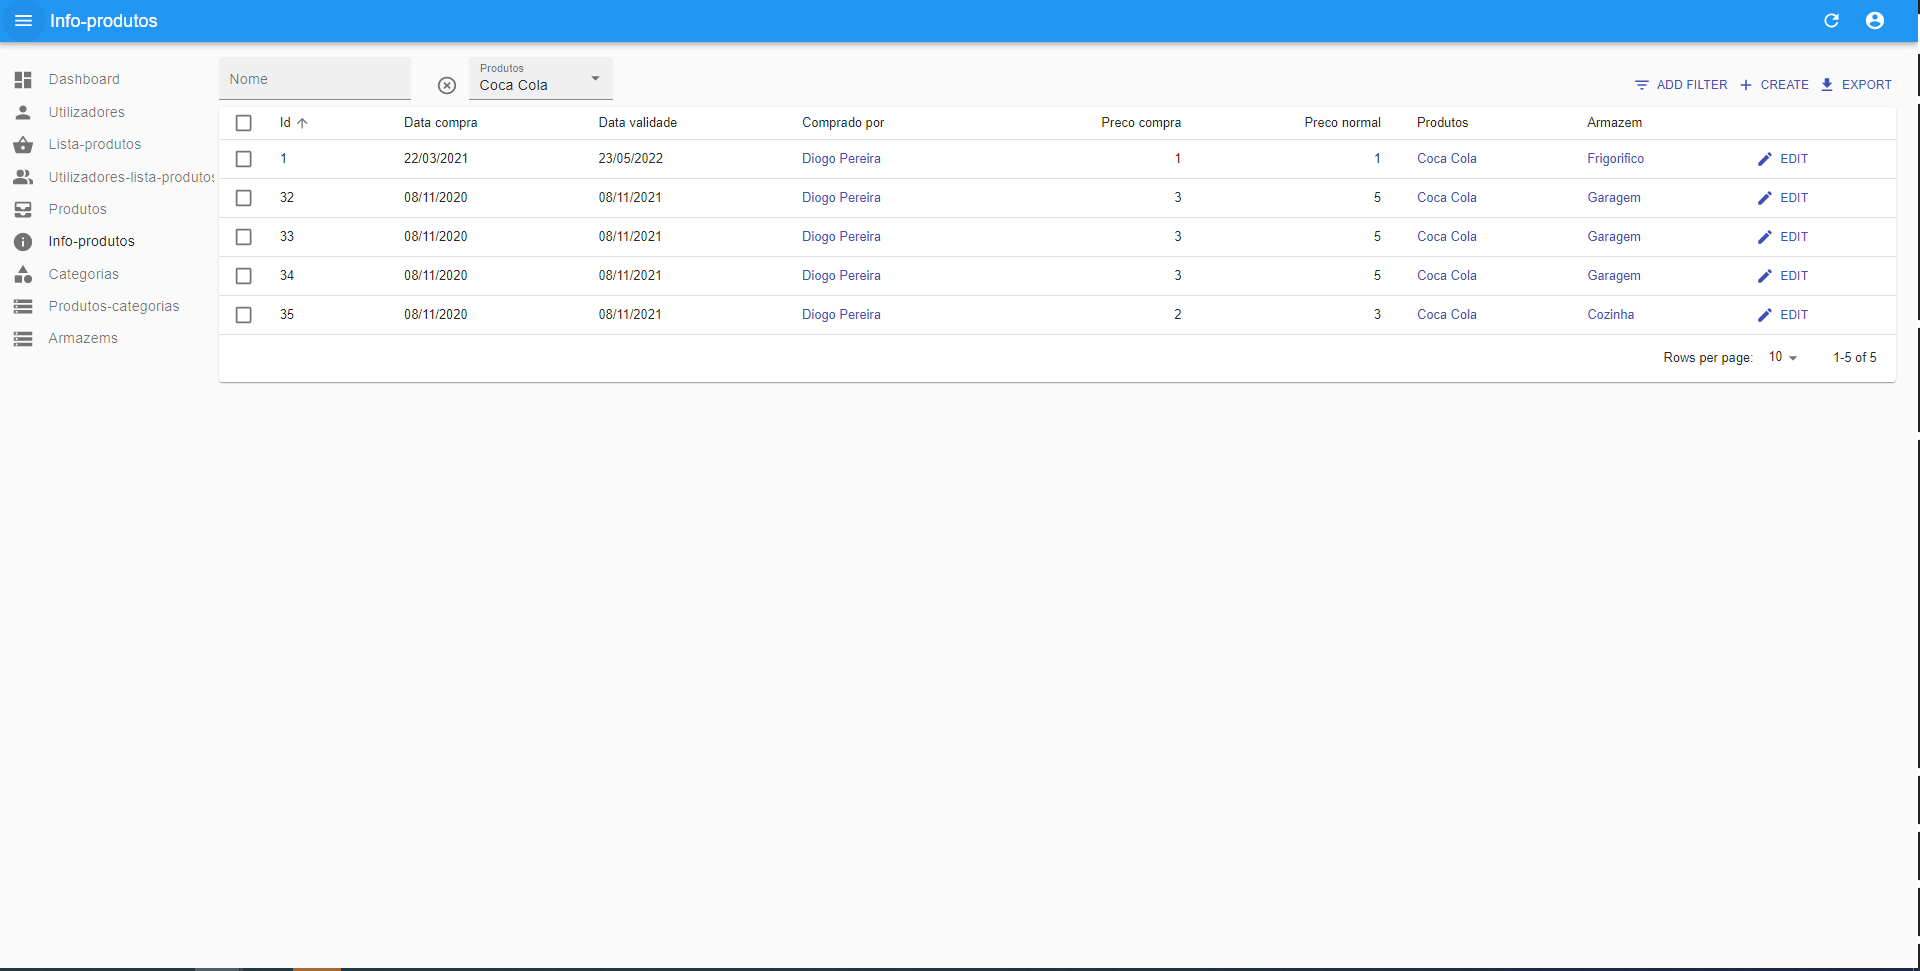 Info-produtos
Dashboard
Utilizadores
Lista-produtos
Utilizadores-lista-produtos
Produtos
Info-produtos
Categorias
Produtos-categorias
Armazems
Nome
Produtos
Coca Cola
ADD FILTER CREATE EXPORT
Id Data compra Data validade Comprado por Preco compra Preco normal Produtos Armazem
1 22/03/2021 23/05/2022 Diogo Pereira 1 1 Coca Cola Frigorifico EDIT
32 08/11/2020 08/11/2021 Diogo Pereira 3 5 Coca Cola Garagem EDIT
33 08/11/2020 08/11/2021 Diogo Pereira 3 5 Coca Cola Garagem EDIT
34 08/11/2020 08/11/2021 Diogo Pereira 3 5 Coca Cola Garagem EDIT
35 08/11/2020 08/11/2021 Diogo Pereira 2 3 Coca Cola Cozinha EDIT
Rows per page: 10 1-5 of 5